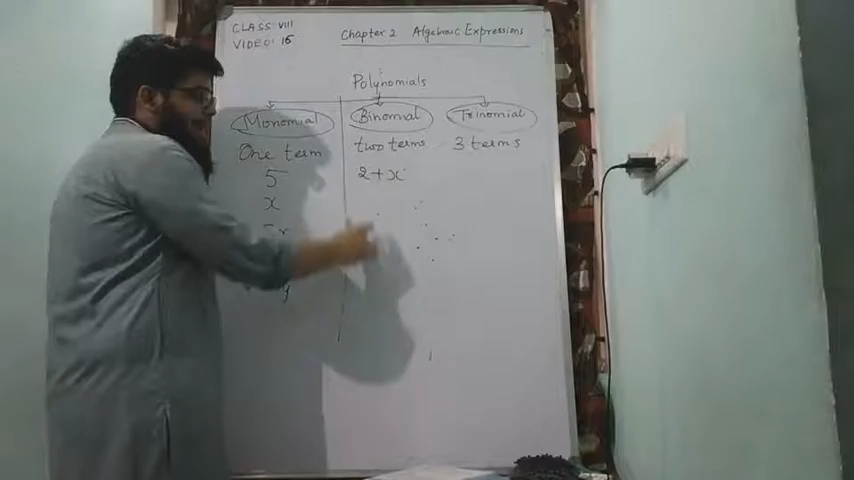 CLASS: VIII
VIDEO: 15
Chapter 2 Algebraic Expressions
Polynomials
Monomial Binomial Trinomial
One term two terms 3 terms
5 2+x
x
y